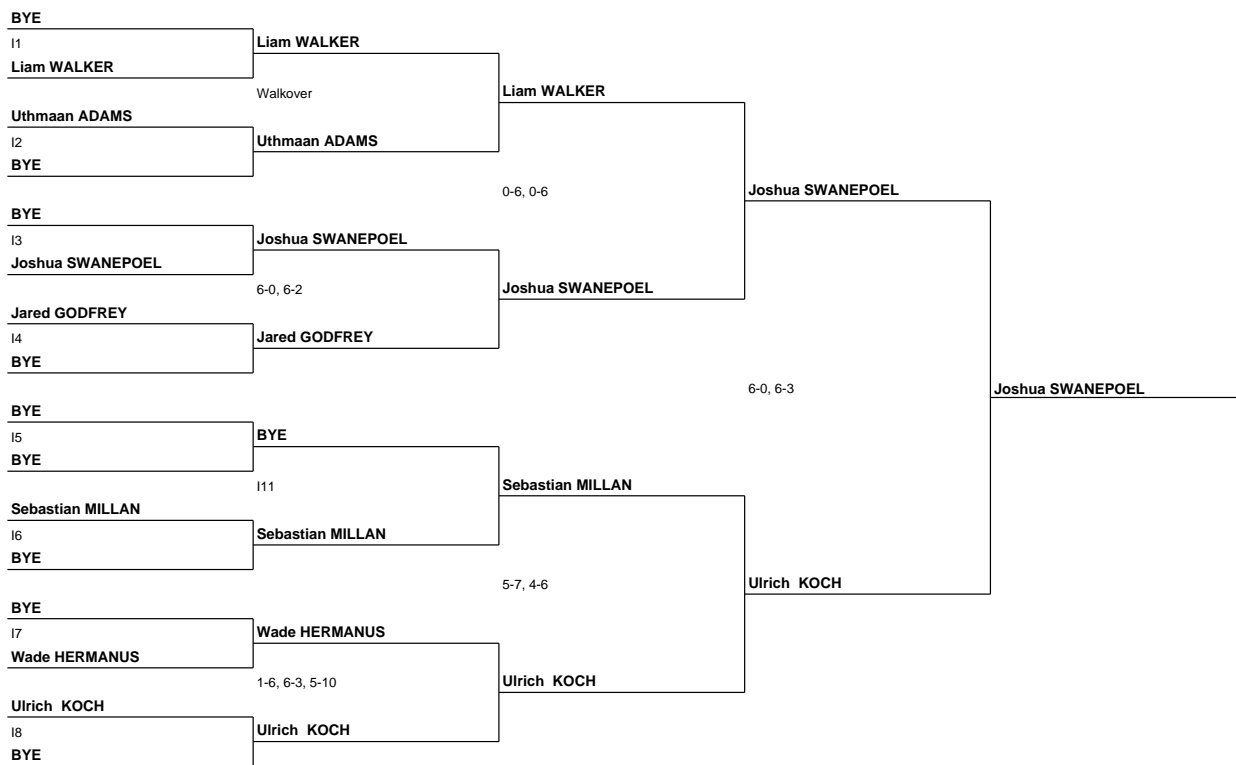 BYE
I1
Liam WALKER
Uthmaan ADAMS
I2
BYE
BYE
I3
Joshua SWANEPOEL
Jared GODFREY
I4
BYE
BYE
I5
BYE
Sebastian MILLAN
I6
BYE
BYE
I7
Wade HERMANUS
Ulrich KOCH
I8
BYE
Liam WALKER
Walkover
Uthmaan ADAMS
Joshua SWANEPOEL
6-0, 6-2
Jared GODFREY
BYE
I11
Sebastian MILLAN
Wade HERMANUS
1-6, 6-3, 5-10
Ulrich KOCH
Liam WALKER
0-6, 0-6
Joshua SWANEPOEL
Sebastian MILLAN
5-7, 4-6
Ulrich KOCH
Joshua SWANEPOEL
6-0, 6-3
Ulrich KOCH
Joshua SWANEPOEL